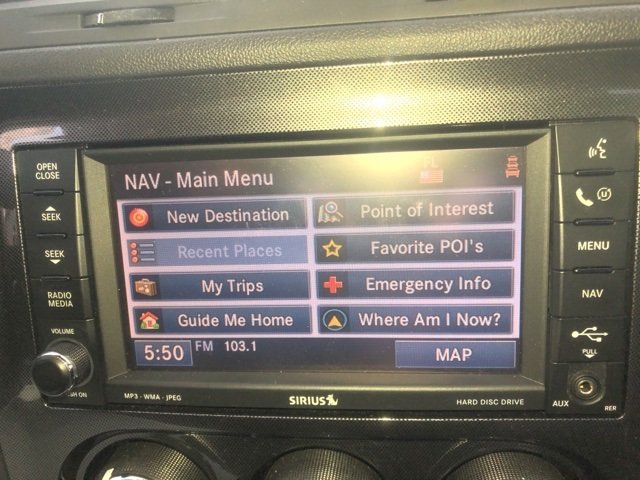 OPEN
CLOSE
SEEK
SEEK
RADIO
MEDIA
VOLUME
MP3 · WMA · JPEG
NAV - Main Menu
FL
New Destination
Point of Interest
Recent Places
Favorite POI's
My Trips
Emergency Info
Guide Me Home
Where Am I Now?
5:50
FM 103.1
MAP
SIRIUS
HARD DISC DRIVE
MENU
NAV
PULL
AUX